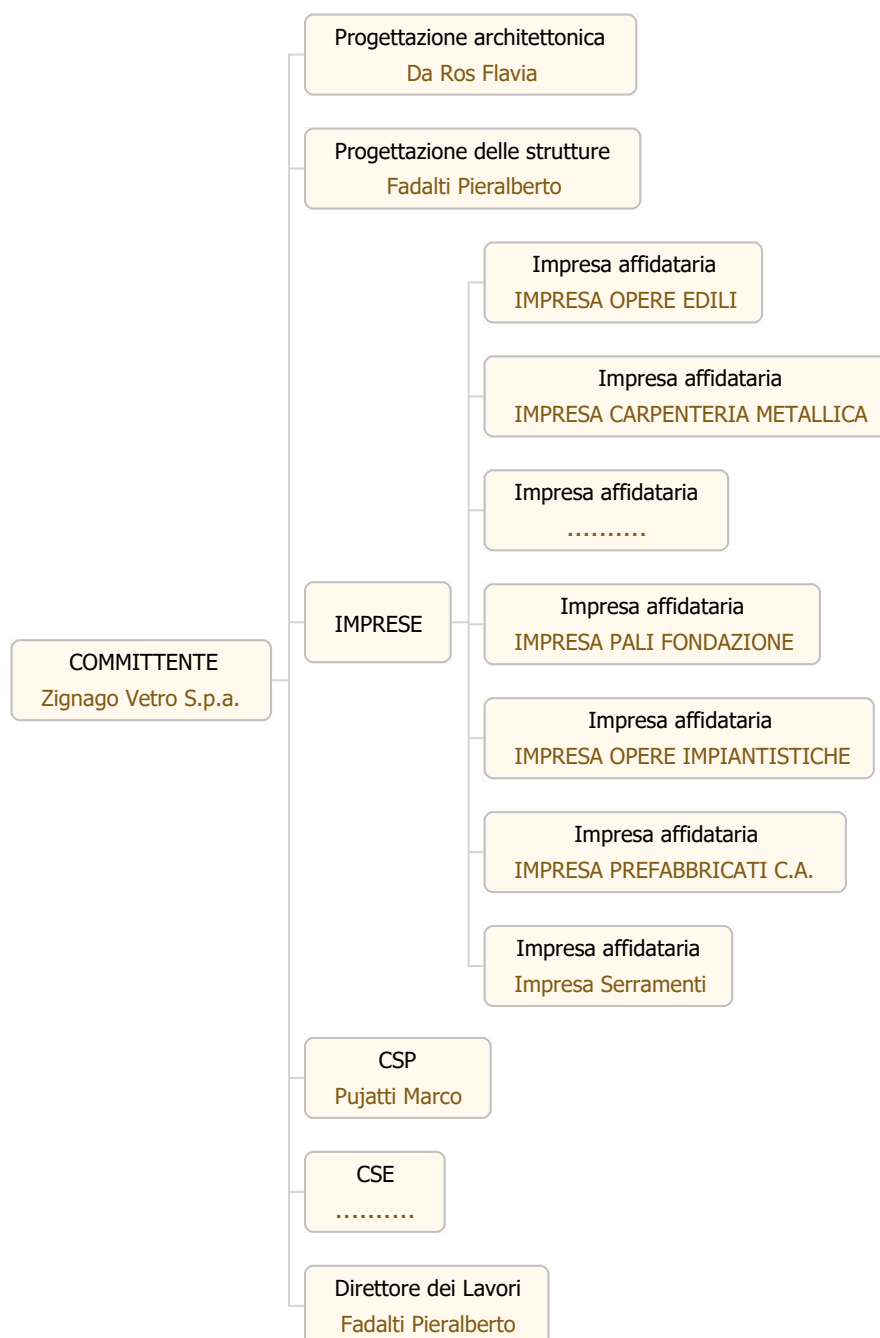 Progettazione architettonica
Da Ros Flavia
Progettazione delle strutture
Fadalti Pieralberto
Impresa affidataria
IMPRESA OPERE EDILI
Impresa affidataria
IMPRESA CARPENTERIA METALLICA
Impresa affidataria
..........
IMPRESE
Impresa affidataria
IMPRESA PALI FONDAZIONE
COMMITTENTE
Zignago Vetro S.p.a.
Impresa affidataria
IMPRESA OPERE IMPIANTISTICHE
Impresa affidataria
IMPRESA PREFABBRICATI C.A.
Impresa affidataria
Impresa Serramenti
CSP
Pujatti Marco
CSE
..........
Direttore dei Lavori
Fadalti Pieralberto